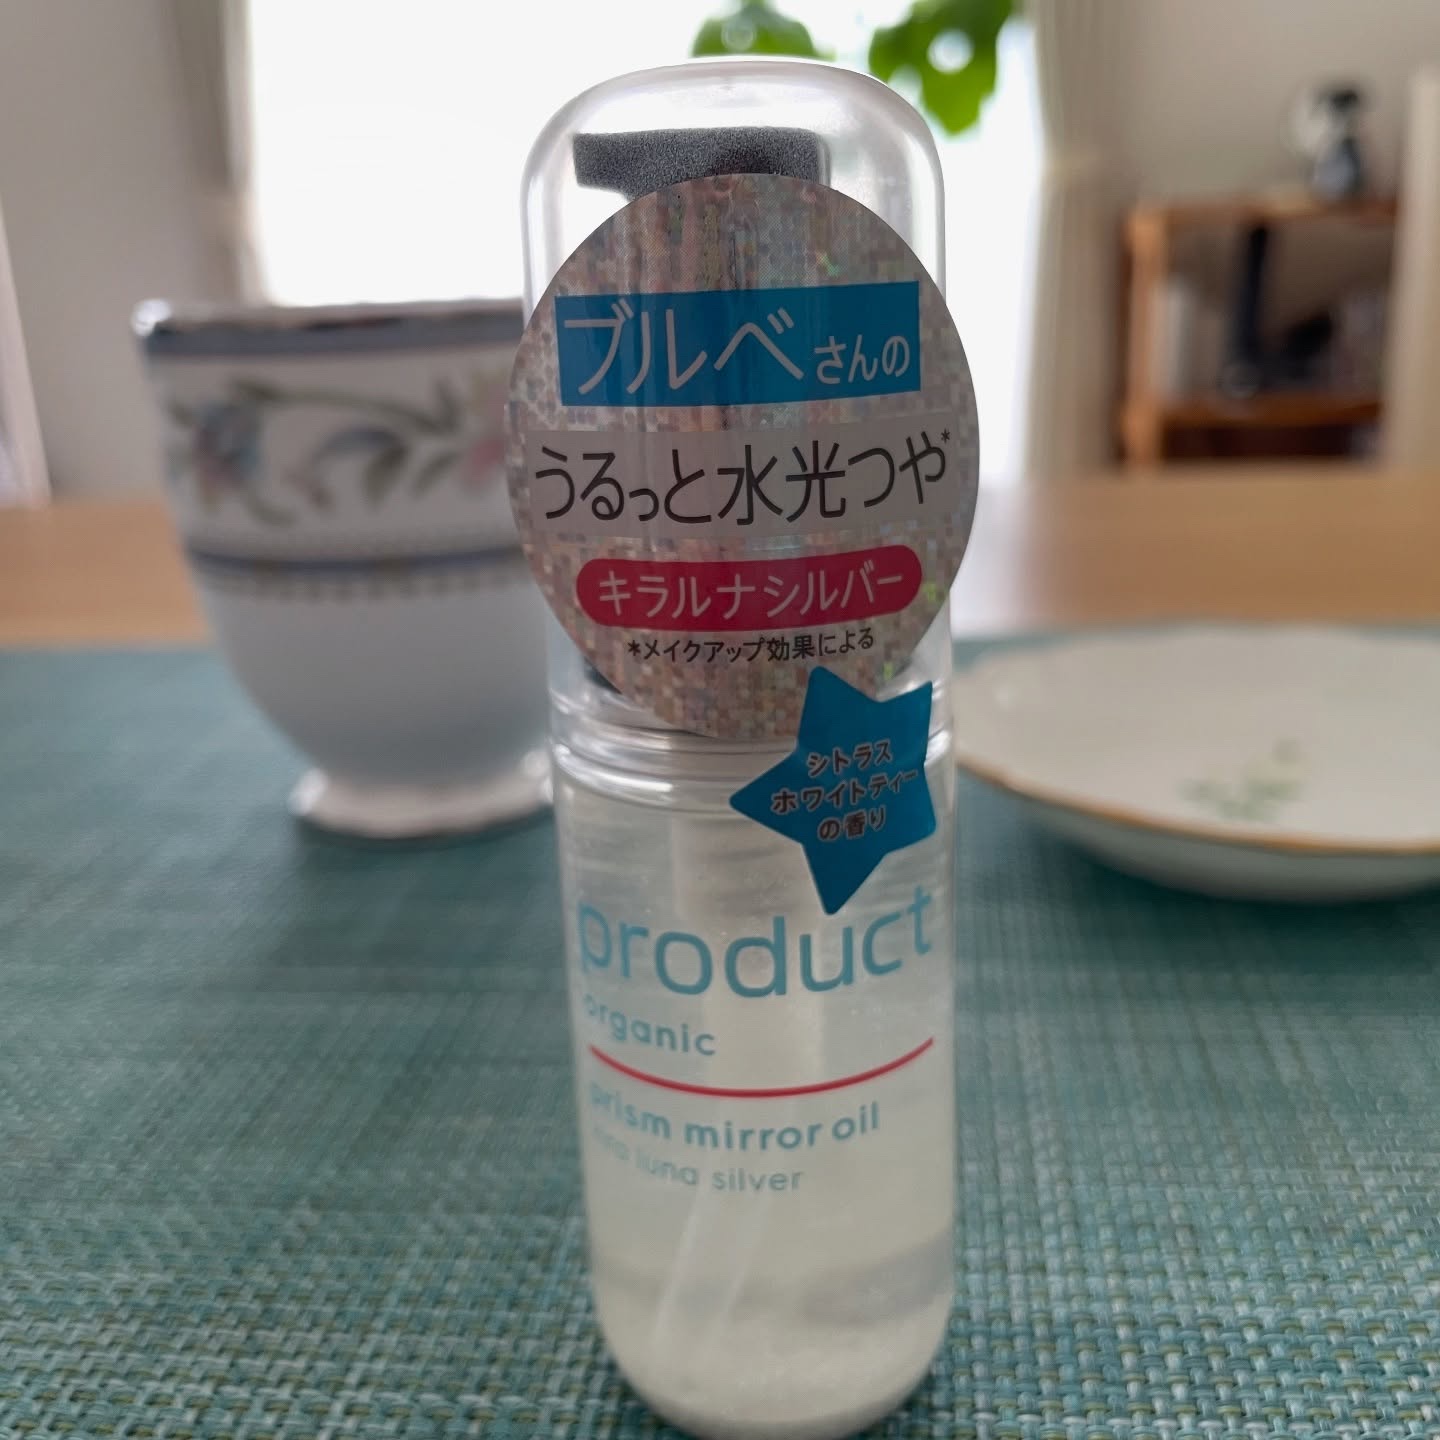 ブルベさんの
うるっと水光つや*
キラルナシルバー
*メイクアップ効果による
シトラス
ホワイトティー
の香り
product
organic
prism mirror oil
luna silver